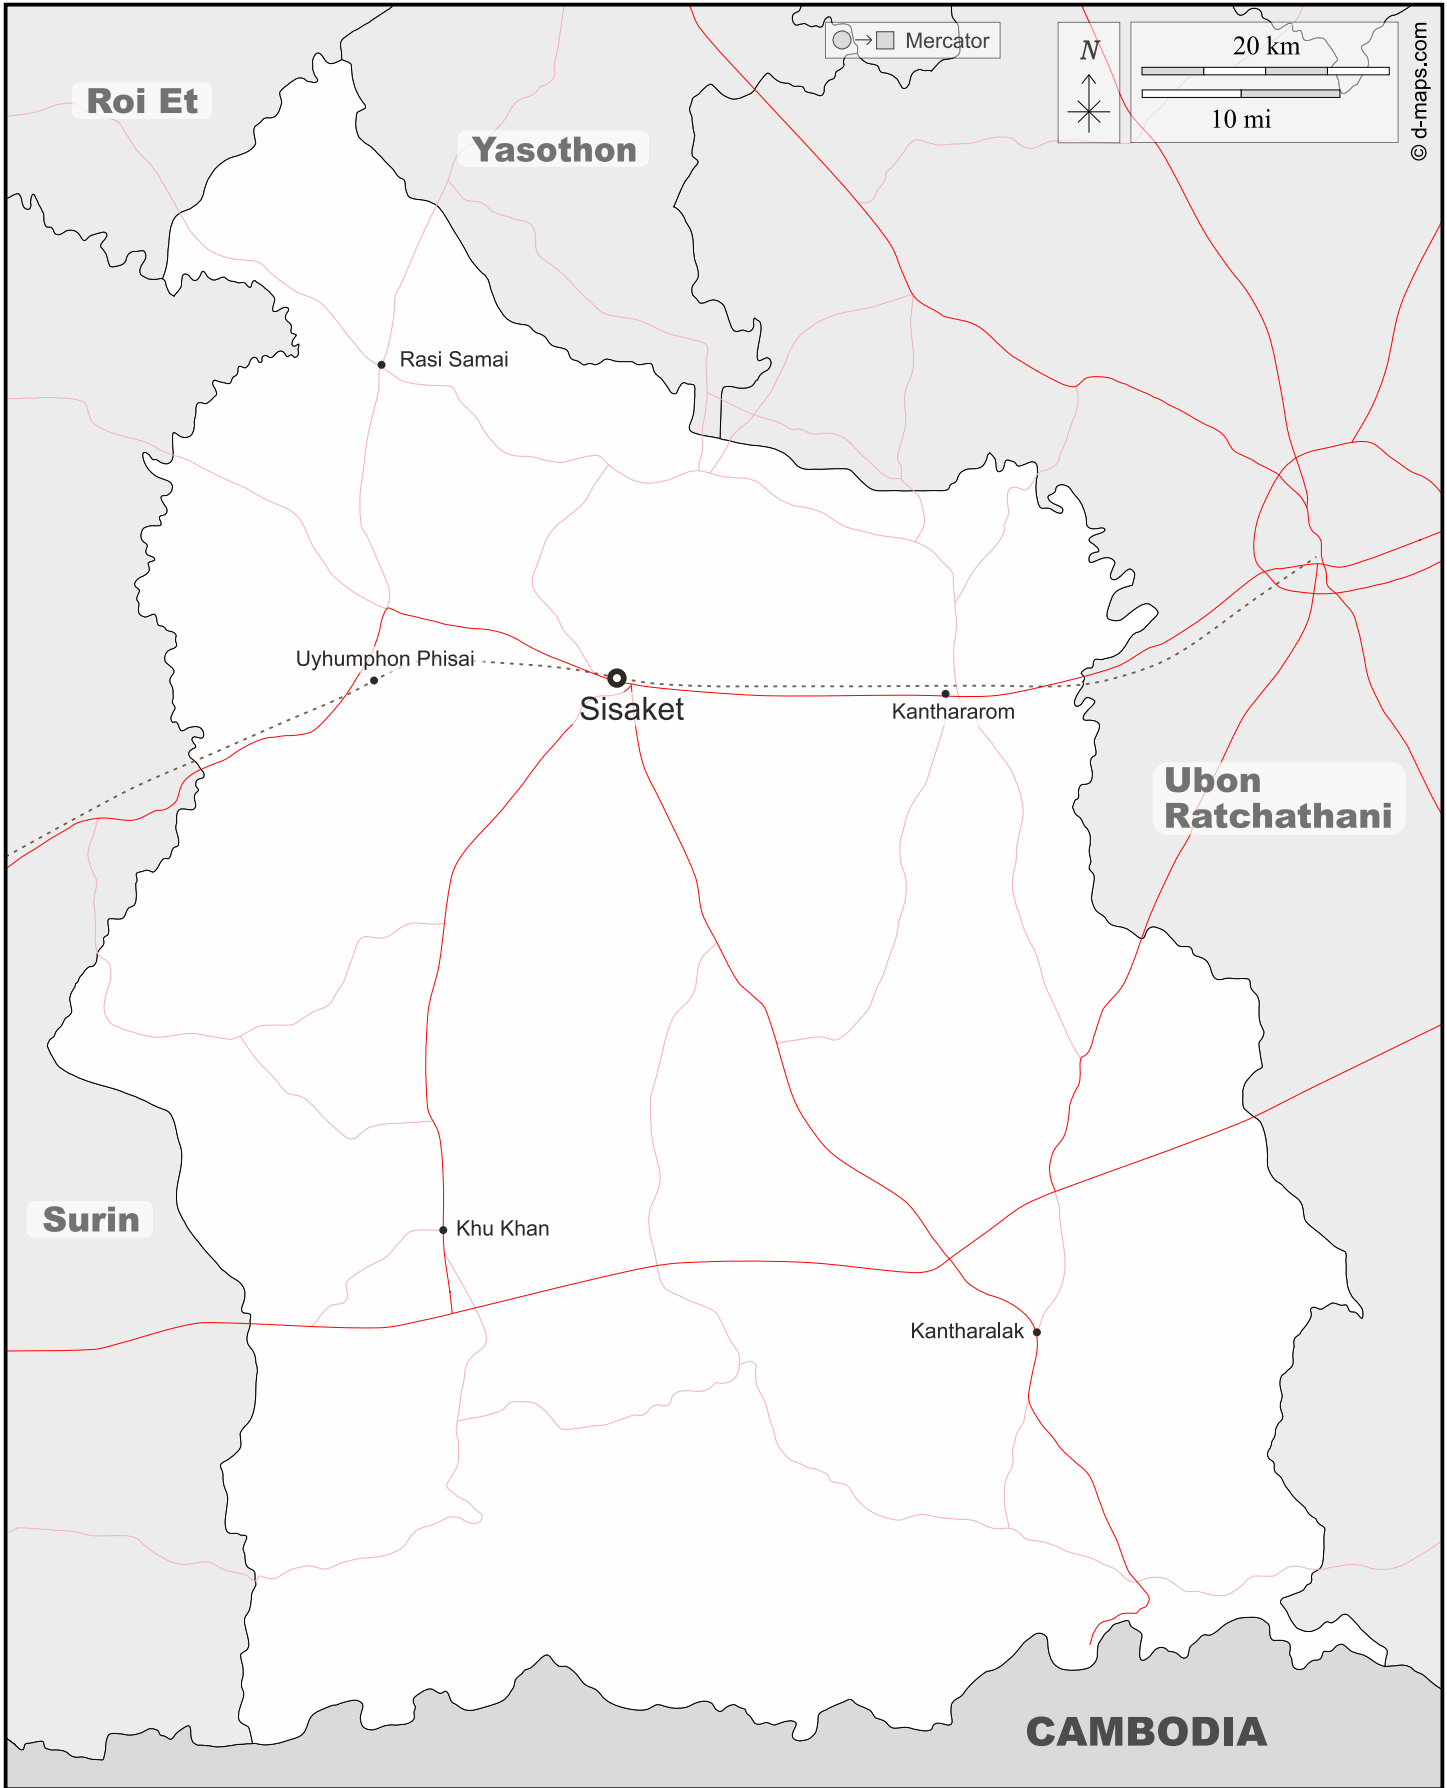 Mercator
N
20 km
10 mi
© d-maps.com
Roi Et
Yasothon
Rasi Samai
Uyhumphon Phisai
Sisaket
Kanthararom
Ubon
Ratchathani
Surin
Khu Khan
Kantharalak
CAMBODIA